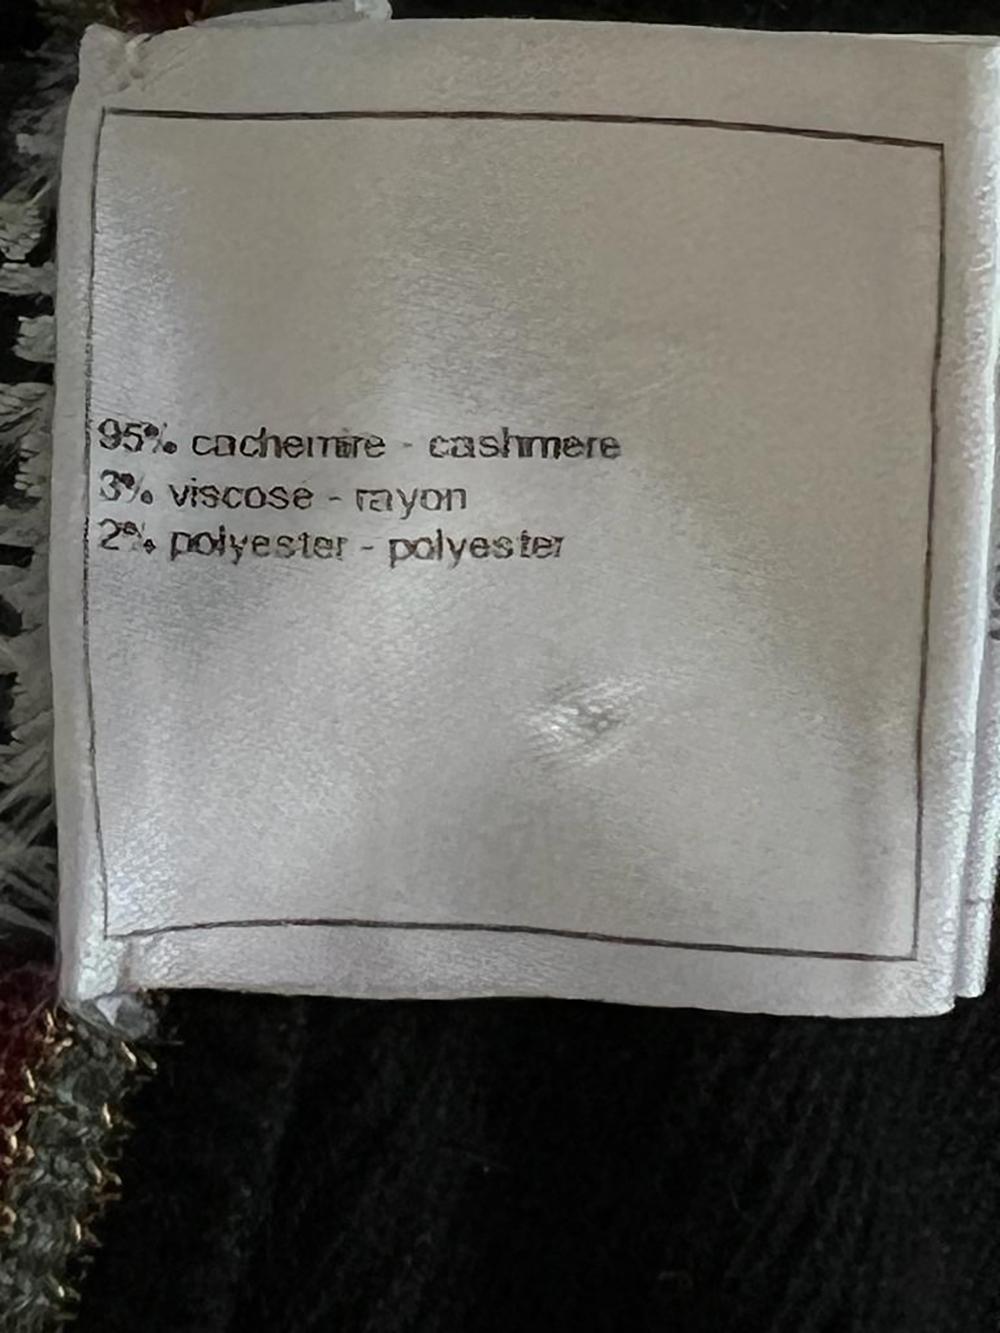 95% cachemire - cashmere
3% viscose - rayon
2% polyester - polyester